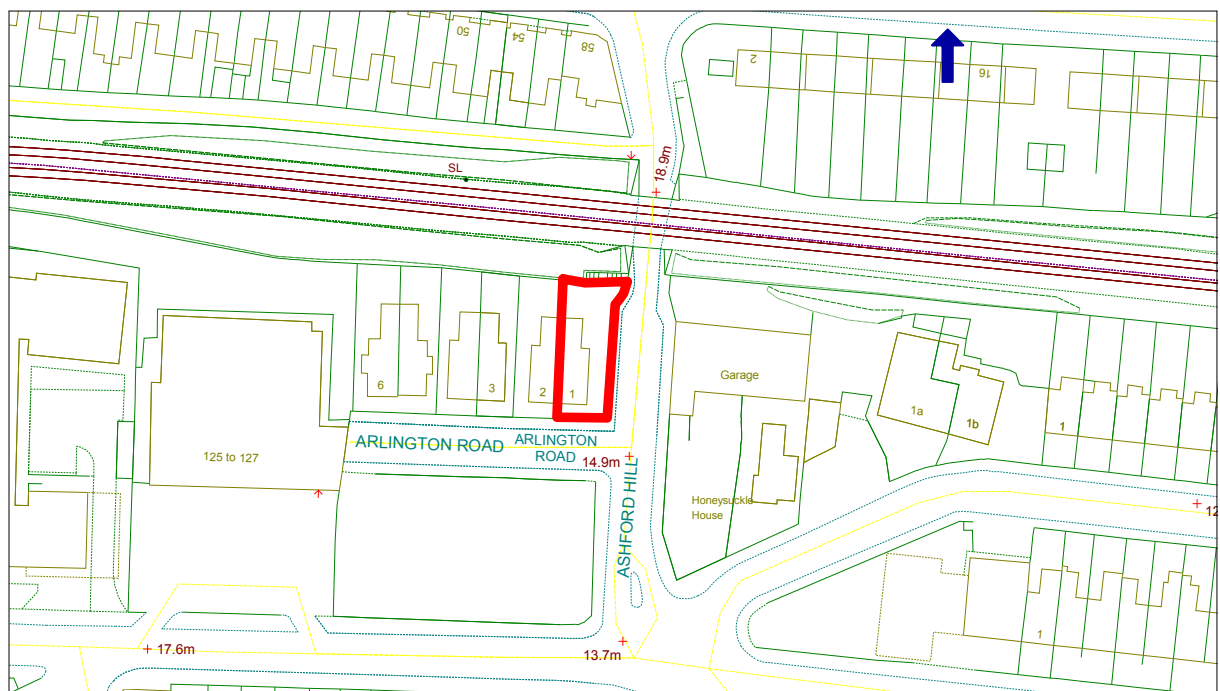 50
54
58
2
16
18.9m
SL
Garage
6
3
2
1
1a
1b
1
ARLINGTON ROAD
ARLINGTON
ROAD
125 to 127
14.9m
ASHFORD HILL
Honeysuckle
House
12
17.6m
13.7m
1